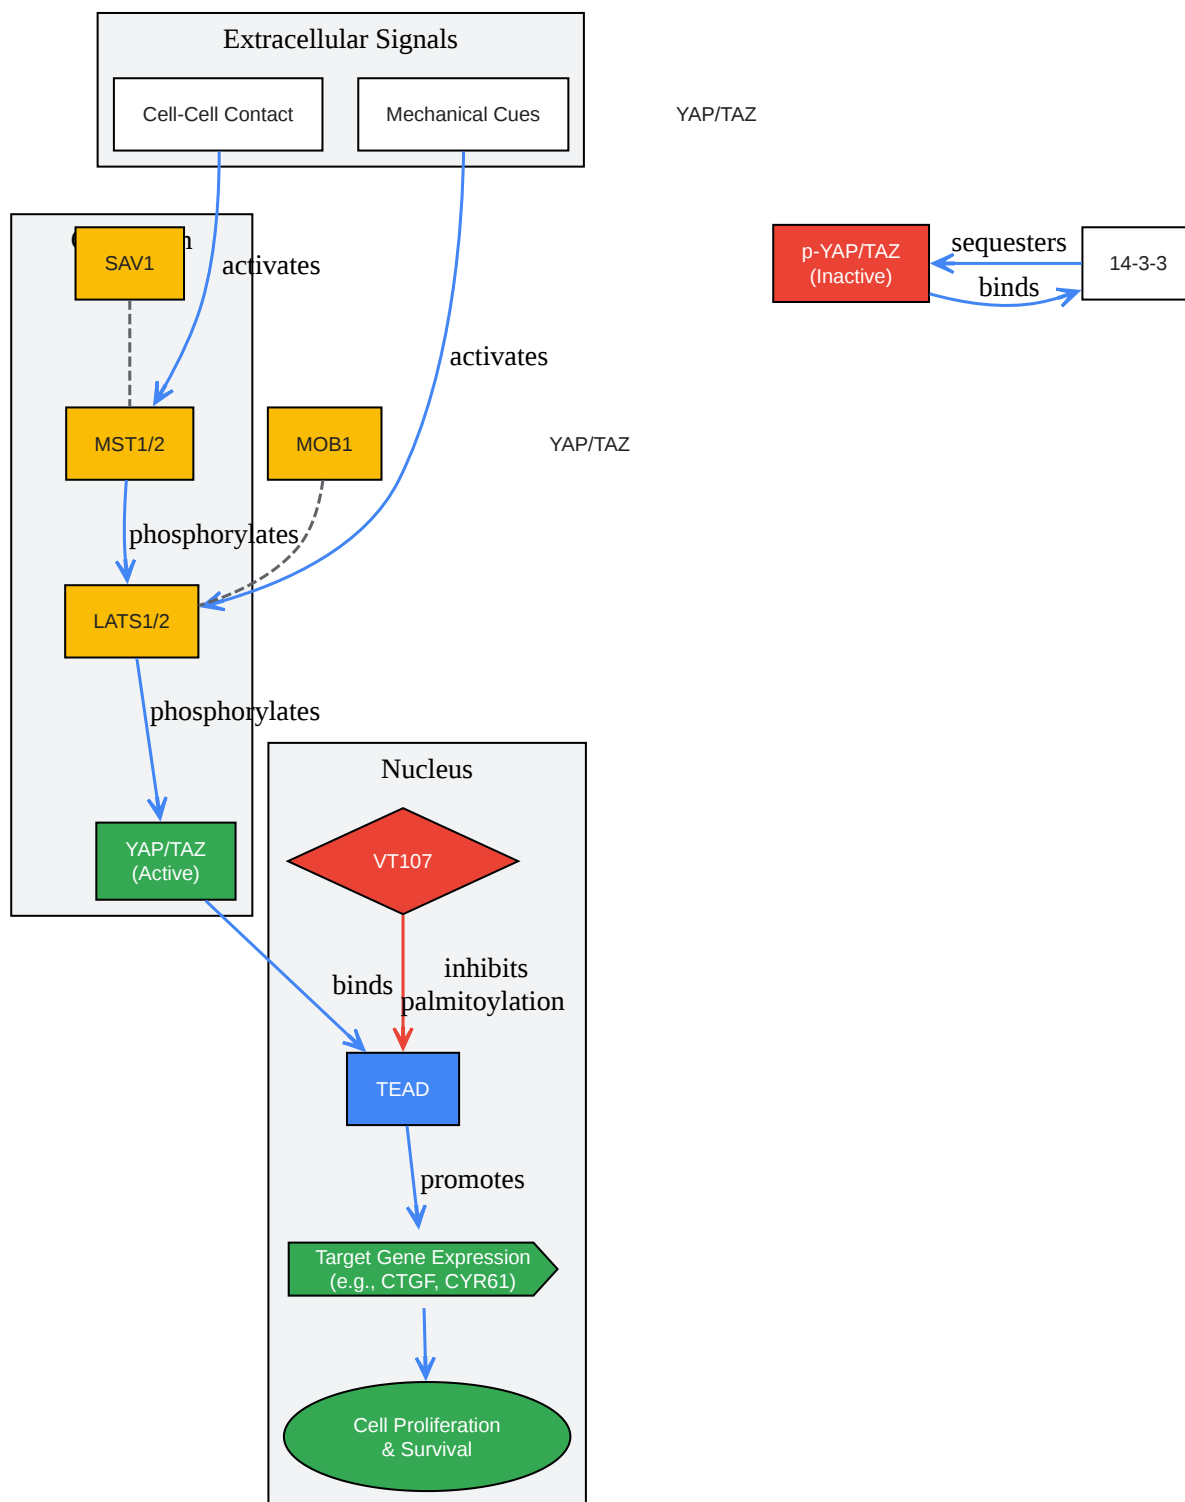 Extracellular Signals
Cell-Cell Contact
Mechanical Cues
YAP/TAZ
SAV1
activates
p-YAP/TAZ
(Inactive)
sequesters
binds
14-3-3
activates
MST1/2
MOB1
YAP/TAZ
phosphorylates
LATS1/2
phosphorylates
Nucleus
YAP/TAZ
(Active)
VT107
binds
inhibits
palmitoylation
TEAD
promotes
Target Gene Expression
(e.g., CTGF, CYR61)
Cell Proliferation
& Survival